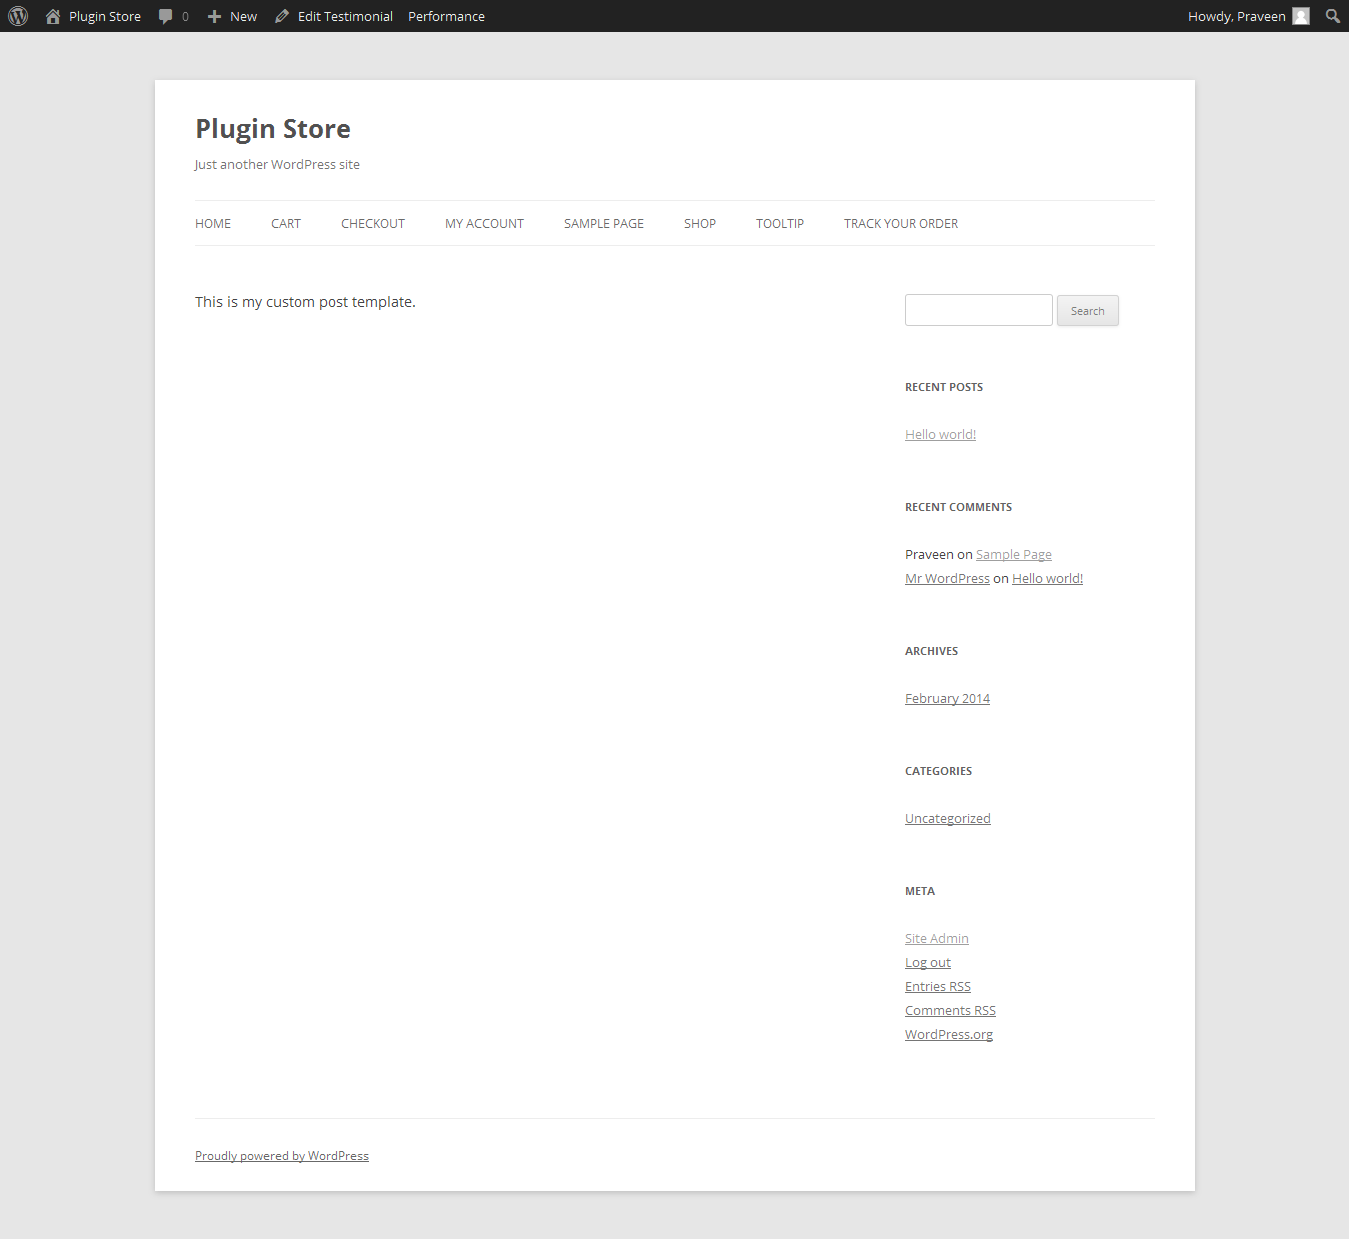 Plugin Store 0 New Edit Testimonial Performance Howdy, Praveen
Plugin Store
Just another WordPress site
HOME CART CHECKOUT MY ACCOUNT SAMPLE PAGE SHOP TOOLTIP TRACK YOUR ORDER
This is my custom post template.
Search
RECENT POSTS
Hello world!
RECENT COMMENTS
Praveen on Sample Page
Mr WordPress on Hello world!
ARCHIVES
February 2014
CATEGORIES
Uncategorized
META
Site Admin
Log out
Entries RSS
Comments RSS
WordPress.org
Proudly powered by WordPress